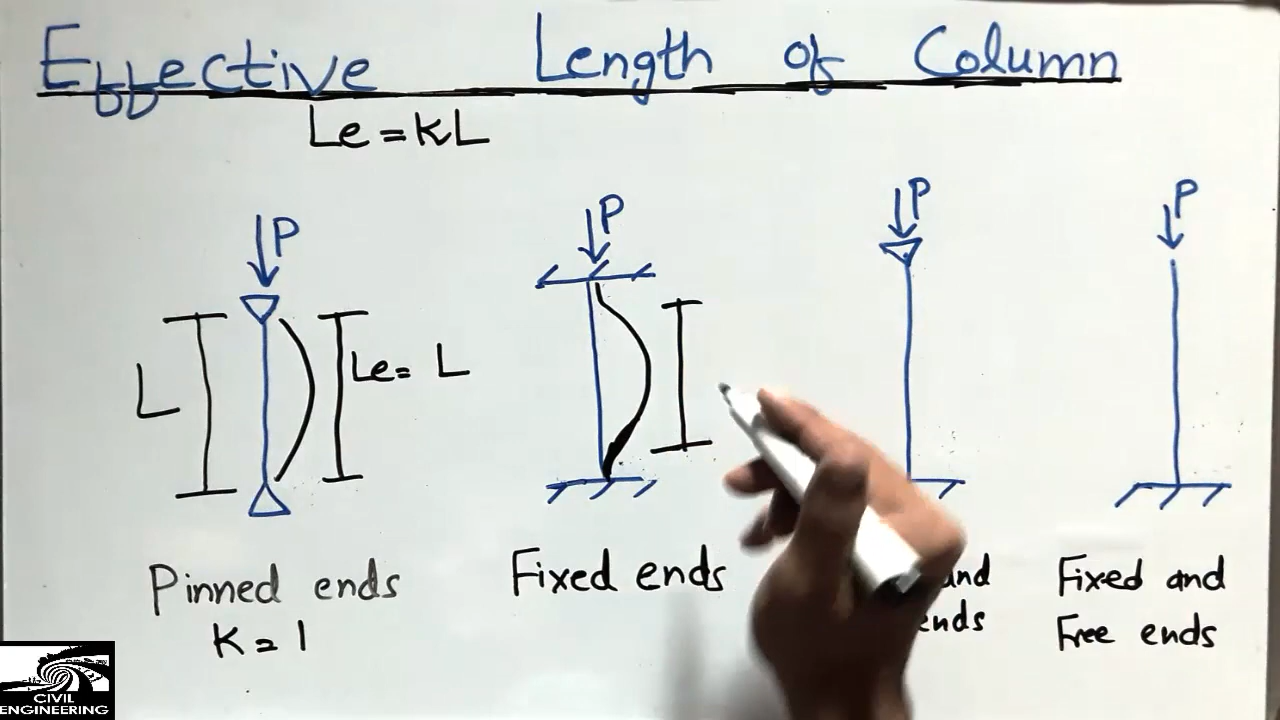 Effective Length of Column
Le = KL
P
P
P
P
L
Le = L
Pinned ends
K = 1
Fixed ends
and
ends
Fixed and
Free ends
CIVIL
ENGINEERING